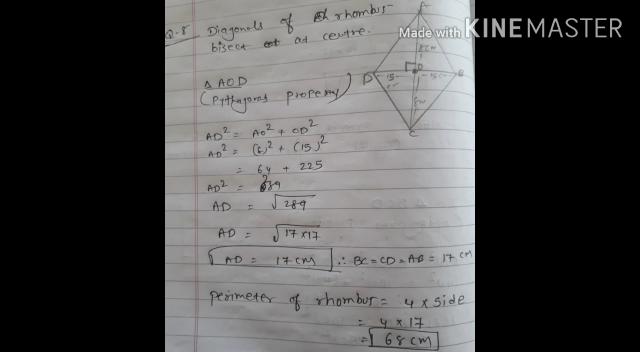 Made with KINEMASTER
Q.8 Diagonals of rhombus
bisect at centre.
A
8cm
D 15 O 15 B
C
△ AOD
(Pythagoras property)
AD² = AO² + OD²
AD² = (8)² + (15)²
= 64 + 225
AD² = 289
AD = √289
AD = √17×17
AD = 17 cm ∴ BC = CD = AB = 17 cm
Perimeter of rhombus = 4 × side
= 4 × 17
= 68 cm